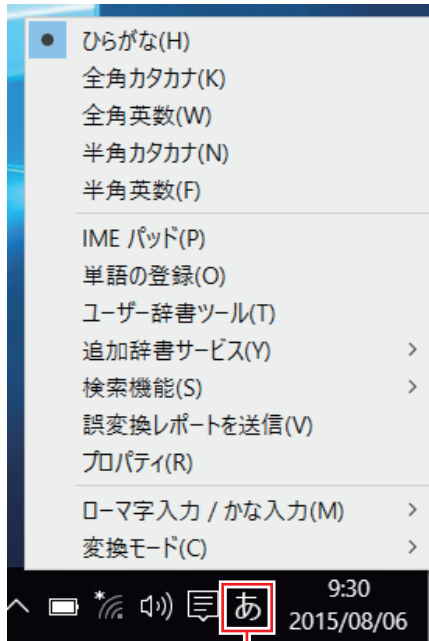 ひらがな(H)
全角カタカナ(K)
全角英数(W)
半角カタカナ(N)
半角英数(F)
IME パッド(P)
単語の登録(O)
ユーザー辞書ツール(T)
追加辞書サービス(Y)
検索機能(S)
誤変換レポートを送信(V)
プロパティ(R)
ローマ字入力 / かな入力(M)
変換モード(C)
あ
9:30
2015/08/06